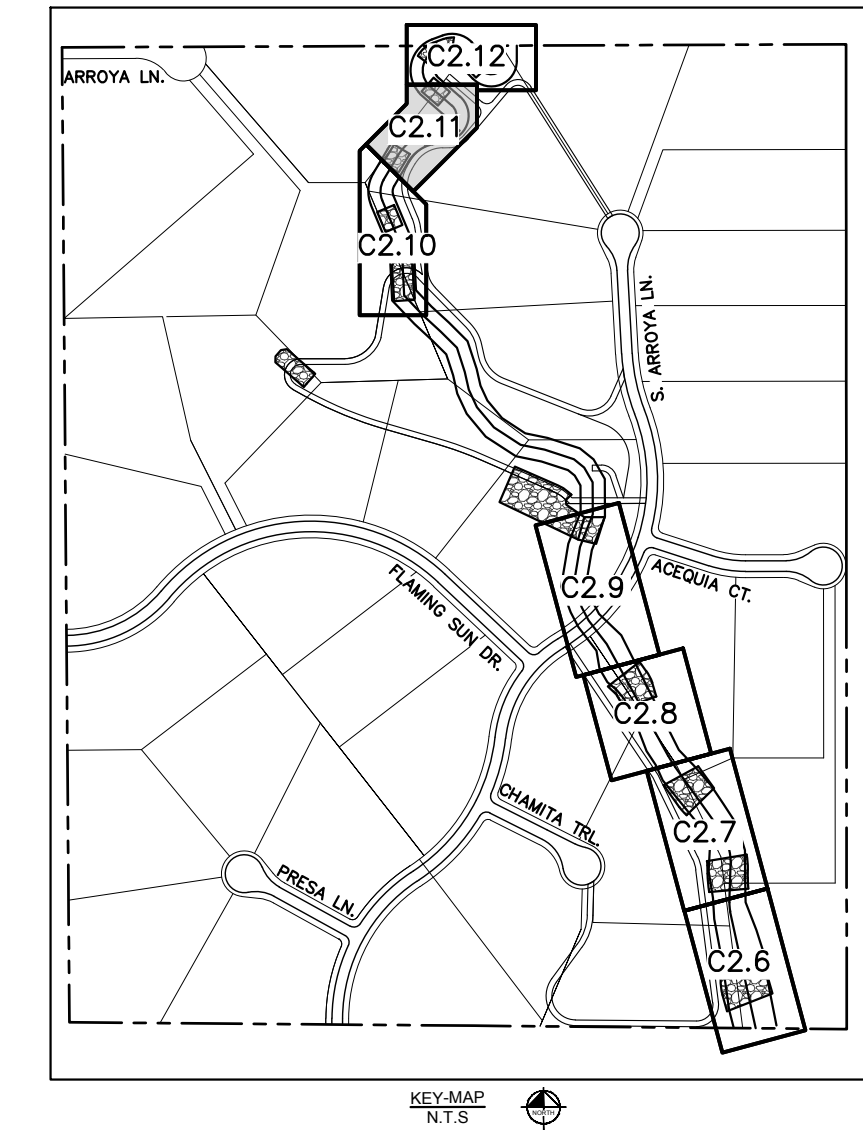 C2.12
ARROYA LN.
C2.11
C2.10
S. ARROYA LN.
C2.9
ACEQUIA CT.
FLAMING SUN DR.
C2.8
CHAMITA TRL.
C2.7
PRESA LN.
C2.6
KEY-MAP
N.T.S
NORTH